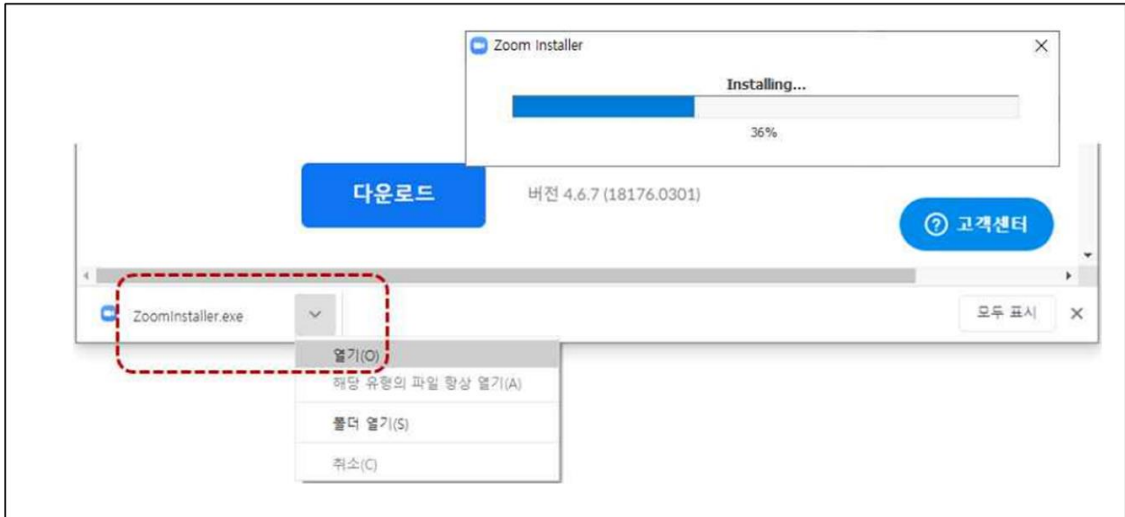 Zoom Installer
Installing...
36%
다운로드
버전 4.6.7 (18176.0301)
고객센터
ZoomInstaller.exe
모두 표시
열기(O)
해당 유형의 파일 항상 열기(A)
폴더 열기(S)
취소(C)